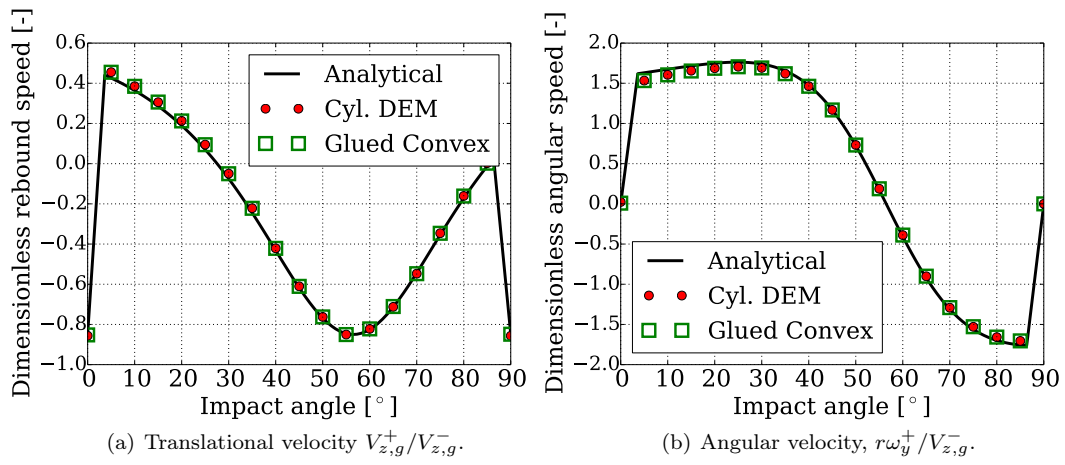 Dimensionless rebound speed [-]
0.6
0.4
0.2
0.0
−0.2
−0.4
−0.6
−0.8
−1.0
0 10 20 30 40 50 60 70 80 90
Impact angle [°]
Analytical
Cyl. DEM
Glued Convex
(a) Translational velocity $V_{z,g}^{+}/V_{z,g}^{-}$.
Dimensionless angular speed [-]
2.0
1.5
1.0
0.5
0.0
−0.5
−1.0
−1.5
−2.0
0 10 20 30 40 50 60 70 80 90
Impact angle [°]
Analytical
Cyl. DEM
Glued Convex
(b) Angular velocity, $r\omega_{y}^{+}/V_{z,g}^{-}$.